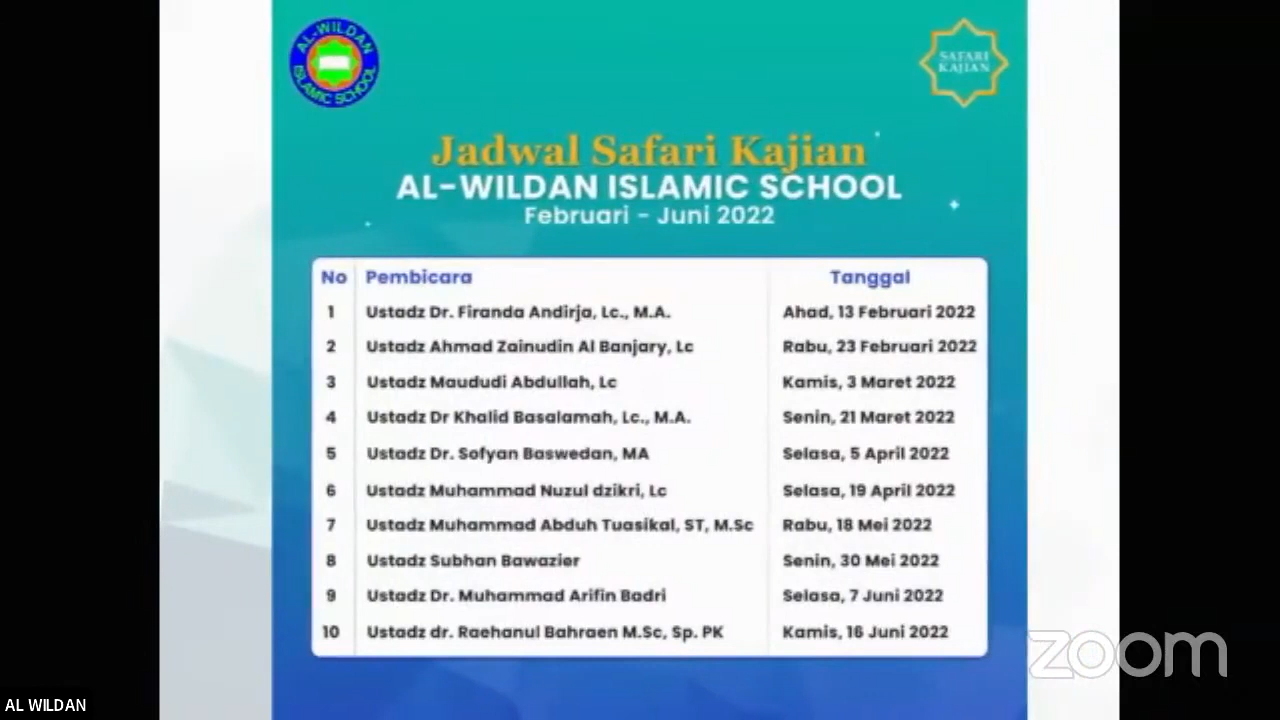 AL-WILDAN
ISLAMIC SCHOOL
SAFARI
KAJIAN
Jadwal Safari Kajian
AL-WILDAN ISLAMIC SCHOOL
Februari - Juni 2022
No Pembicara Tanggal
1 Ustadz Dr. Firanda Andirja, Lc., M.A. Ahad, 13 Februari 2022
2 Ustadz Ahmad Zainudin Al Banjary, Lc Rabu, 23 Februari 2022
3 Ustadz Maududi Abdullah, Lc Kamis, 3 Maret 2022
4 Ustadz Dr Khalid Basalamah, Lc., M.A. Senin, 21 Maret 2022
5 Ustadz Dr. Sofyan Baswedan, MA Selasa, 5 April 2022
6 Ustadz Muhammad Nuzul dzikri, Lc Selasa, 19 April 2022
7 Ustadz Muhammad Abduh Tuasikal, ST, M.Sc Rabu, 18 Mei 2022
8 Ustadz Subhan Bawazier Senin, 30 Mei 2022
9 Ustadz Dr. Muhammad Arifin Badri Selasa, 7 Juni 2022
10 Ustadz dr. Raehanul Bahraen M.Sc, Sp. PK Kamis, 16 Juni 2022
zoom
AL WILDAN